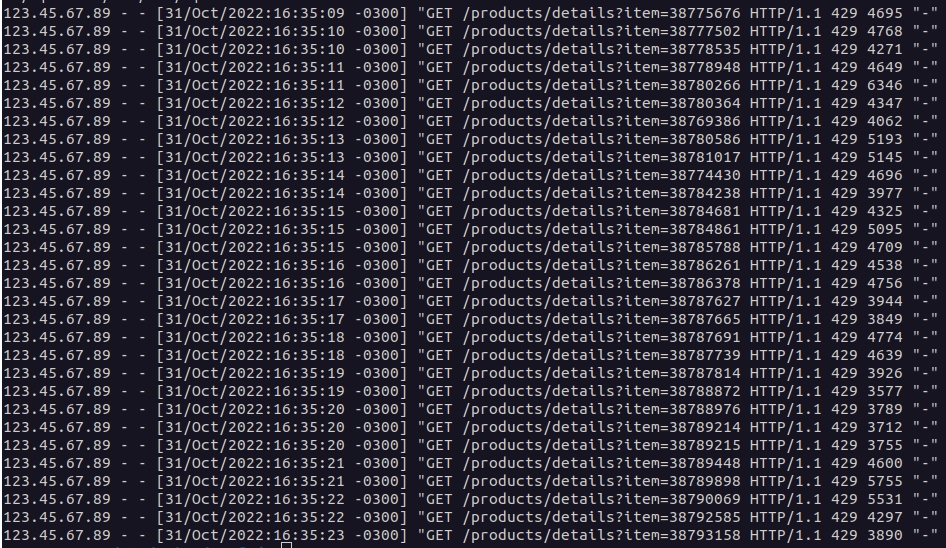 123.45.67.89 - - [31/Oct/2022:16:35:09 -0300] "GET /products/details?item=38775676 HTTP/1.1 429 4695 "-"
123.45.67.89 - - [31/Oct/2022:16:35:10 -0300] "GET /products/details?item=38777502 HTTP/1.1 429 4768 "-"
123.45.67.89 - - [31/Oct/2022:16:35:10 -0300] "GET /products/details?item=38778535 HTTP/1.1 429 4271 "-"
123.45.67.89 - - [31/Oct/2022:16:35:11 -0300] "GET /products/details?item=38778948 HTTP/1.1 429 4649 "-"
123.45.67.89 - - [31/Oct/2022:16:35:11 -0300] "GET /products/details?item=38780266 HTTP/1.1 429 6346 "-"
123.45.67.89 - - [31/Oct/2022:16:35:12 -0300] "GET /products/details?item=38780364 HTTP/1.1 429 4347 "-"
123.45.67.89 - - [31/Oct/2022:16:35:12 -0300] "GET /products/details?item=38769386 HTTP/1.1 429 4062 "-"
123.45.67.89 - - [31/Oct/2022:16:35:13 -0300] "GET /products/details?item=38780586 HTTP/1.1 429 5193 "-"
123.45.67.89 - - [31/Oct/2022:16:35:13 -0300] "GET /products/details?item=38781017 HTTP/1.1 429 5145 "-"
123.45.67.89 - - [31/Oct/2022:16:35:14 -0300] "GET /products/details?item=38774430 HTTP/1.1 429 4696 "-"
123.45.67.89 - - [31/Oct/2022:16:35:14 -0300] "GET /products/details?item=38784238 HTTP/1.1 429 3977 "-"
123.45.67.89 - - [31/Oct/2022:16:35:15 -0300] "GET /products/details?item=38784681 HTTP/1.1 429 4325 "-"
123.45.67.89 - - [31/Oct/2022:16:35:15 -0300] "GET /products/details?item=38784861 HTTP/1.1 429 5095 "-"
123.45.67.89 - - [31/Oct/2022:16:35:15 -0300] "GET /products/details?item=38785788 HTTP/1.1 429 4709 "-"
123.45.67.89 - - [31/Oct/2022:16:35:16 -0300] "GET /products/details?item=38786261 HTTP/1.1 429 4538 "-"
123.45.67.89 - - [31/Oct/2022:16:35:16 -0300] "GET /products/details?item=38786378 HTTP/1.1 429 4756 "-"
123.45.67.89 - - [31/Oct/2022:16:35:17 -0300] "GET /products/details?item=38787627 HTTP/1.1 429 3944 "-"
123.45.67.89 - - [31/Oct/2022:16:35:17 -0300] "GET /products/details?item=38787665 HTTP/1.1 429 3849 "-"
123.45.67.89 - - [31/Oct/2022:16:35:18 -0300] "GET /products/details?item=38787691 HTTP/1.1 429 4774 "-"
123.45.67.89 - - [31/Oct/2022:16:35:18 -0300] "GET /products/details?item=38787739 HTTP/1.1 429 4639 "-"
123.45.67.89 - - [31/Oct/2022:16:35:19 -0300] "GET /products/details?item=38787814 HTTP/1.1 429 3926 "-"
123.45.67.89 - - [31/Oct/2022:16:35:19 -0300] "GET /products/details?item=38788872 HTTP/1.1 429 3577 "-"
123.45.67.89 - - [31/Oct/2022:16:35:20 -0300] "GET /products/details?item=38788976 HTTP/1.1 429 3789 "-"
123.45.67.89 - - [31/Oct/2022:16:35:20 -0300] "GET /products/details?item=38789214 HTTP/1.1 429 3712 "-"
123.45.67.89 - - [31/Oct/2022:16:35:20 -0300] "GET /products/details?item=38789215 HTTP/1.1 429 3755 "-"
123.45.67.89 - - [31/Oct/2022:16:35:21 -0300] "GET /products/details?item=38789448 HTTP/1.1 429 4600 "-"
123.45.67.89 - - [31/Oct/2022:16:35:21 -0300] "GET /products/details?item=38789898 HTTP/1.1 429 5755 "-"
123.45.67.89 - - [31/Oct/2022:16:35:22 -0300] "GET /products/details?item=38790069 HTTP/1.1 429 5531 "-"
123.45.67.89 - - [31/Oct/2022:16:35:22 -0300] "GET /products/details?item=38792585 HTTP/1.1 429 4297 "-"
123.45.67.89 - - [31/Oct/2022:16:35:23 -0300] "GET /products/details?item=38793158 HTTP/1.1 429 3890 "-"